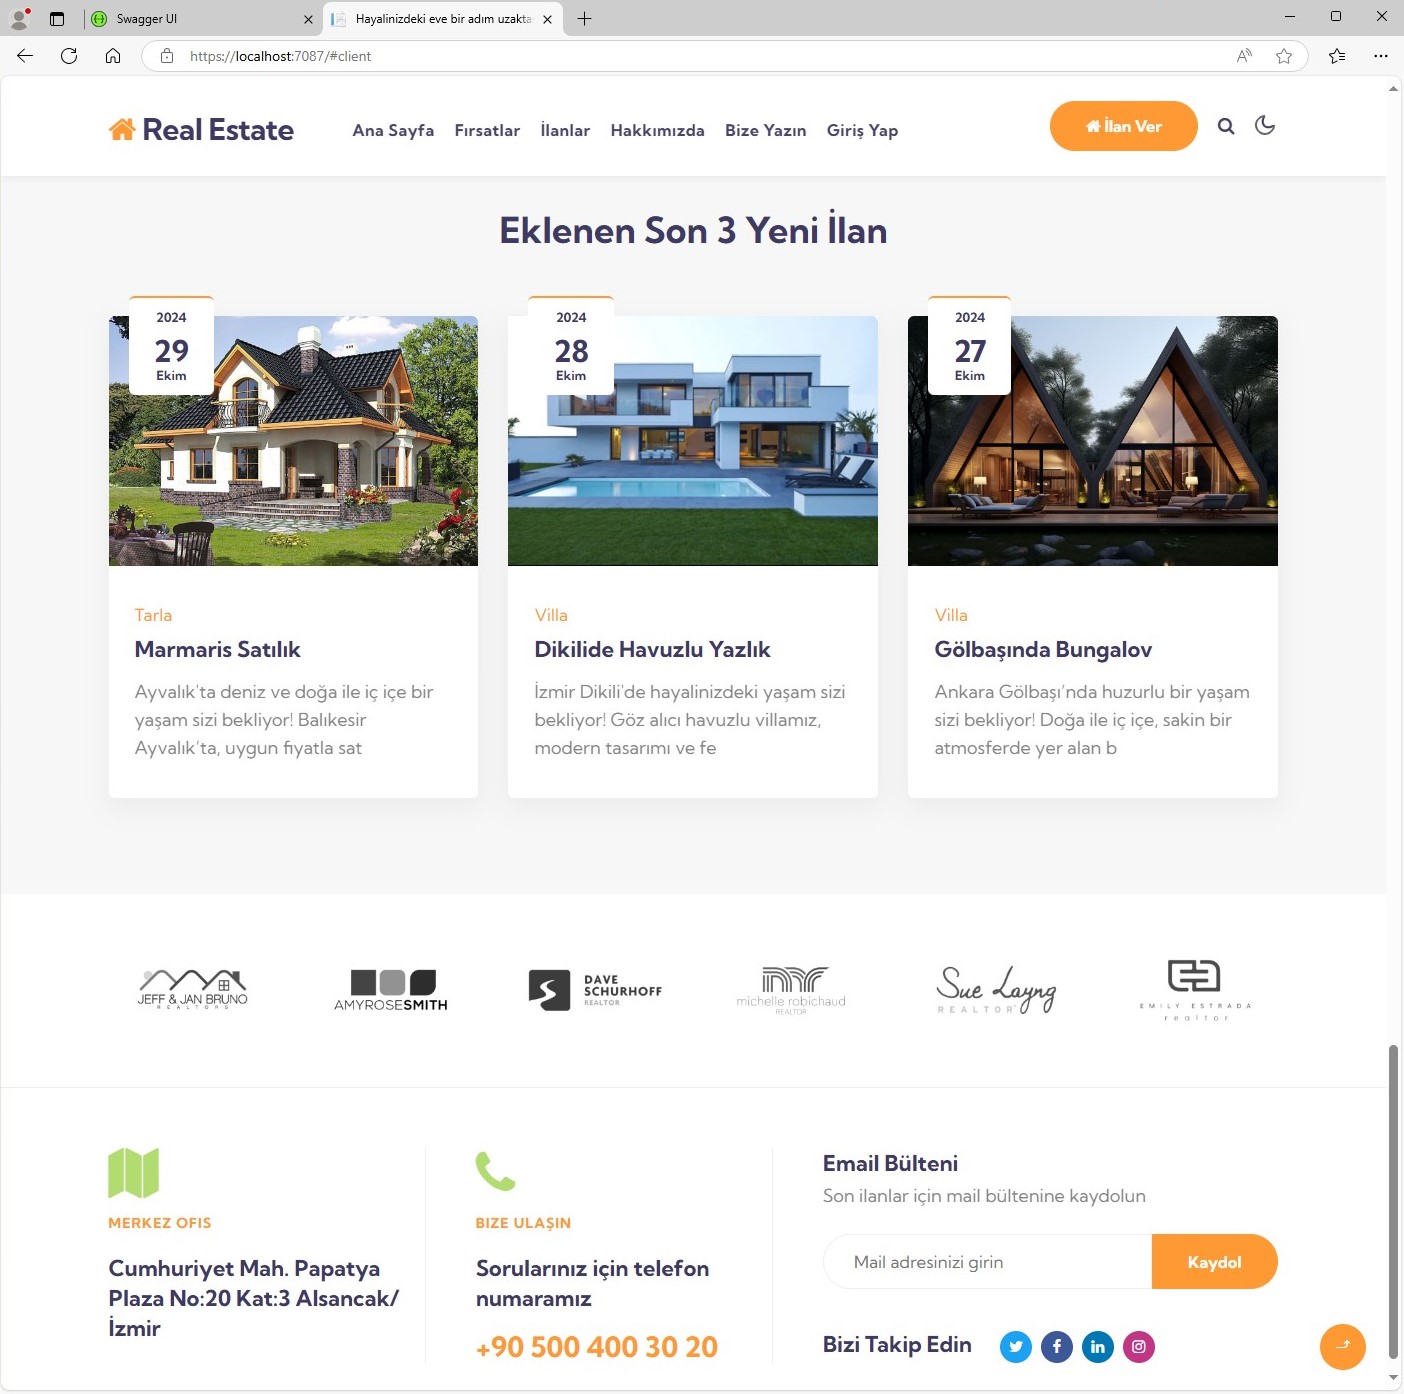 Swagger UI
Hayalinizdeki eve bir adım uzakta
https://localhost:7087/#client
Real Estate
Ana Sayfa
Fırsatlar
İlanlar
Hakkımızda
Bize Yazın
Giriş Yap
İlan Ver
Eklenen Son 3 Yeni İlan
2024
29
Ekim
Tarla
Marmaris Satılık
Ayvalık'ta deniz ve doğa ile iç içe bir
yaşam sizi bekliyor! Balıkesir
Ayvalık'ta, uygun fiyatla sat
2024
28
Ekim
Villa
Dikilide Havuzlu Yazlık
İzmir Dikili'de hayalinizdeki yaşam sizi
bekliyor! Göz alıcı havuzlu villamız,
modern tasarımı ve fe
2024
27
Ekim
Villa
Gölbaşında Bungalov
Ankara Gölbaşı'nda huzurlu bir yaşam
sizi bekliyor! Doğa ile iç içe, sakin bir
atmosferde yer alan b
JEFF & JAN BRUNO
REALTORS
AMYROSESMITH
DAVE
SCHURHOFF
REALTOR
michelle robichaud
REALTOR
Sue Layng
REALTOR
EMILY ESTRADA
realtor
MERKEZ OFIS
Cumhuriyet Mah. Papatya
Plaza No:20 Kat:3 Alsancak/
İzmir
BIZE ULAŞIN
Sorularınız için telefon
numaramız
+90 500 400 30 20
Email Bülteni
Son ilanlar için mail bültenine kaydolun
Mail adresinizi girin
Kaydol
Bizi Takip Edin